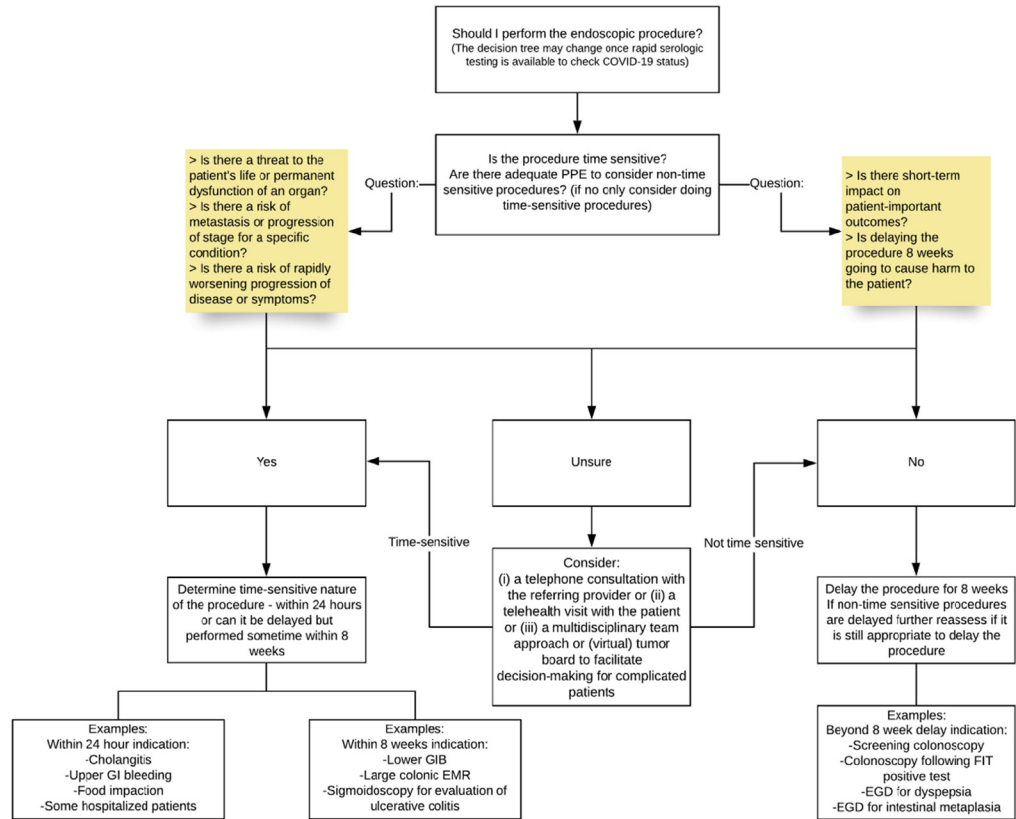 Should I perform the endoscopic procedure?
(The decision tree may change once rapid serologic
testing is available to check COVID-19 status)
Is the procedure time sensitive?
Are there adequate PPE to consider non-time
sensitive procedures? (if no only consider doing
time-sensitive procedures)
Question:
Question:
> Is there a threat to the
patient's life or permanent
dysfunction of an organ?
> Is there a risk of
metastasis or progression
of stage for a specific
condition?
> Is there a risk of rapidly
worsening progression of
disease or symptoms?
> Is there short-term
impact on
patient-important
outcomes?
> Is delaying the
procedure 8 weeks
going to cause harm to
the patient?
Yes
Unsure
No
Time-sensitive
Not time sensitive
Determine time-sensitive nature
of the procedure - within 24 hours
or can it be delayed but
performed sometime within 8
weeks
Consider:
(i) a telephone consultation with
the referring provider or (ii) a
telehealth visit with the patient
or (iii) a multidisciplinary team
approach or (virtual) tumor
board to facilitate
decision-making for complicated
patients
Delay the procedure for 8 weeks
If non-time sensitive procedures
are delayed further reassess if it
is still appropriate to delay the
procedure
Examples:
Within 24 hour indication:
-Cholangitis
-Upper GI bleeding
-Food impaction
-Some hospitalized patients
Examples:
Within 8 weeks indication:
-Lower GIB
-Large colonic EMR
-Sigmoidoscopy for evaluation of
ulcerative colitis
Examples:
Beyond 8 week delay indication:
-Screening colonoscopy
-Colonoscopy following FIT
positive test
-EGD for dyspepsia
-EGD for intestinal metaplasia